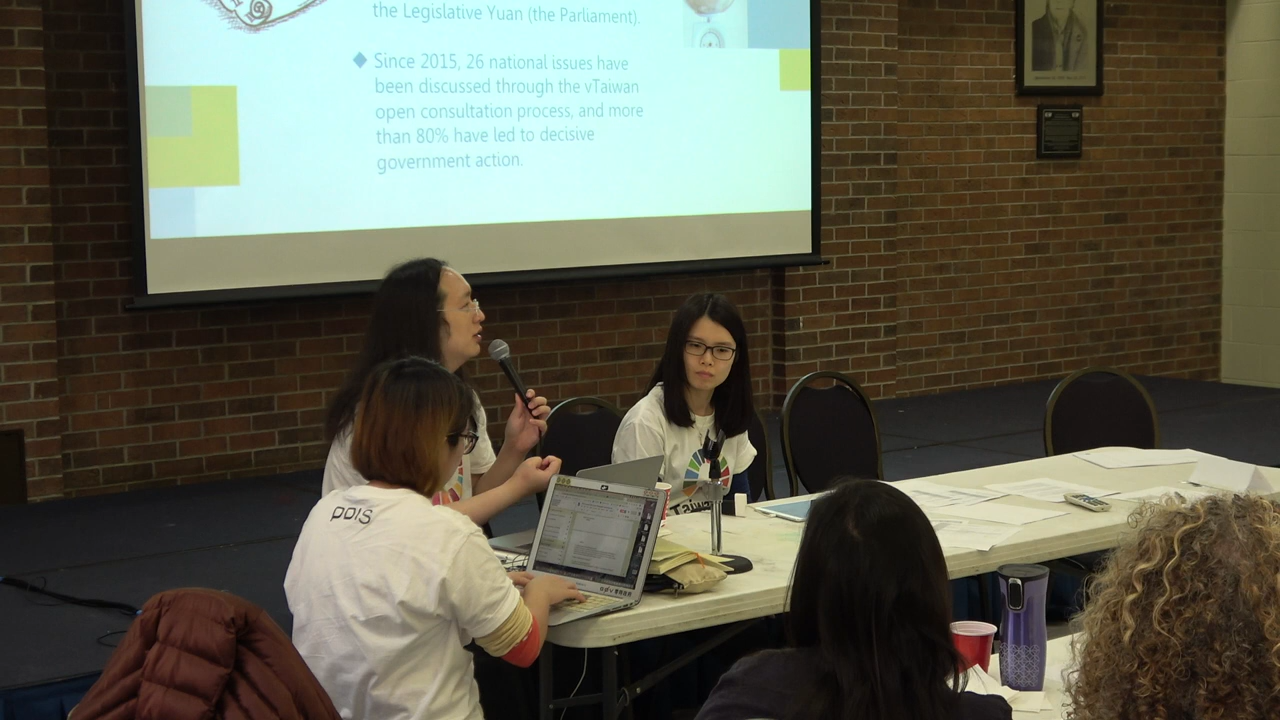 the Legislative Yuan (the Parliament).
◆ Since 2015, 26 national issues have
been discussed through the vTaiwan
open consultation process, and more
than 80% have led to decisive
government action.
PDIS
Taiwan